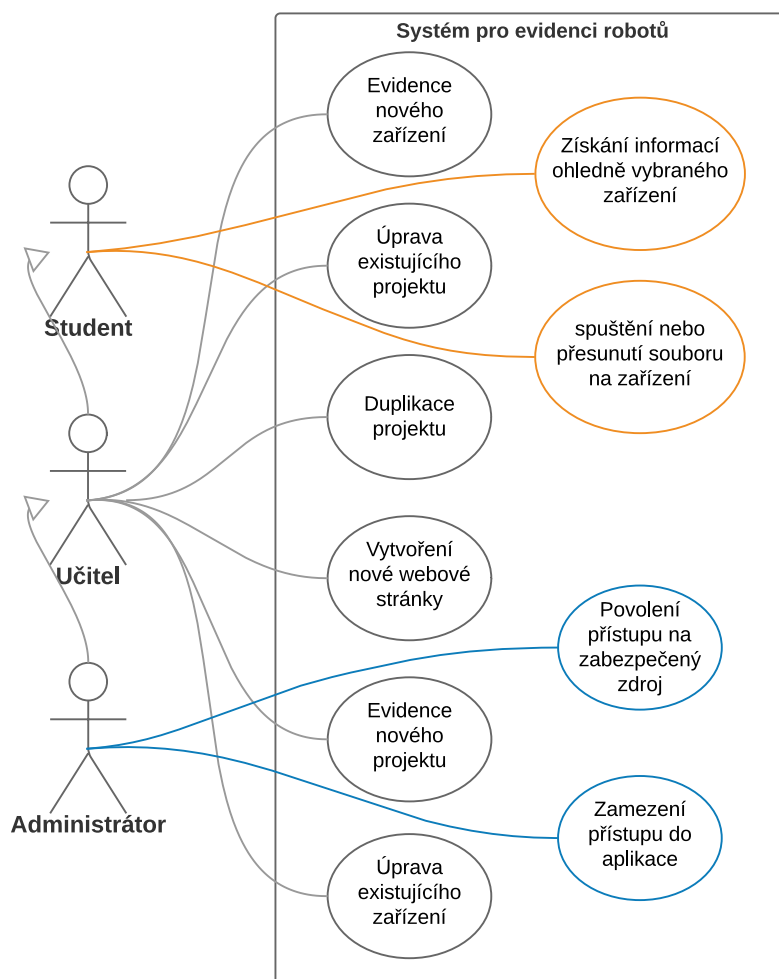 Systém pro evidenci robotů
Evidence
nového
zařízení
Získání informací
ohledně vybraného
zařízení
Student
Úprava
existujícího
projektu
spuštění nebo
přesunutí souboru
na zařízení
Duplikace
projektu
Učitel
Vytvoření
nové webové
stránky
Povolení
přístupu na
zabezpečený
zdroj
Evidence
nového
projektu
Administrátor
Zamezení
přístupu do
aplikace
Úprava
existujícího
zařízení